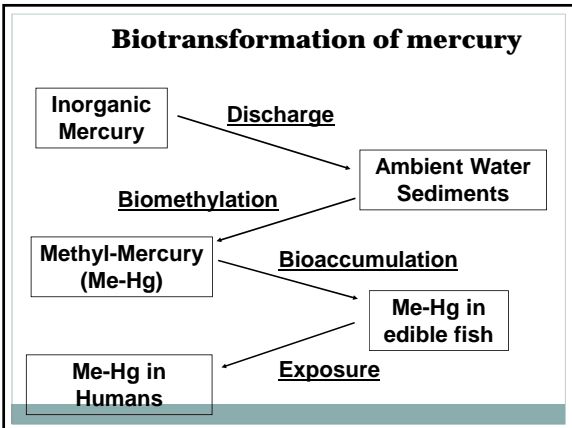 Biotransformation of mercury
Inorganic
Mercury
Discharge
Ambient Water
Sediments
Biomethylation
Methyl-Mercury
(Me-Hg)
Bioaccumulation
Me-Hg in
edible fish
Exposure
Me-Hg in
Humans